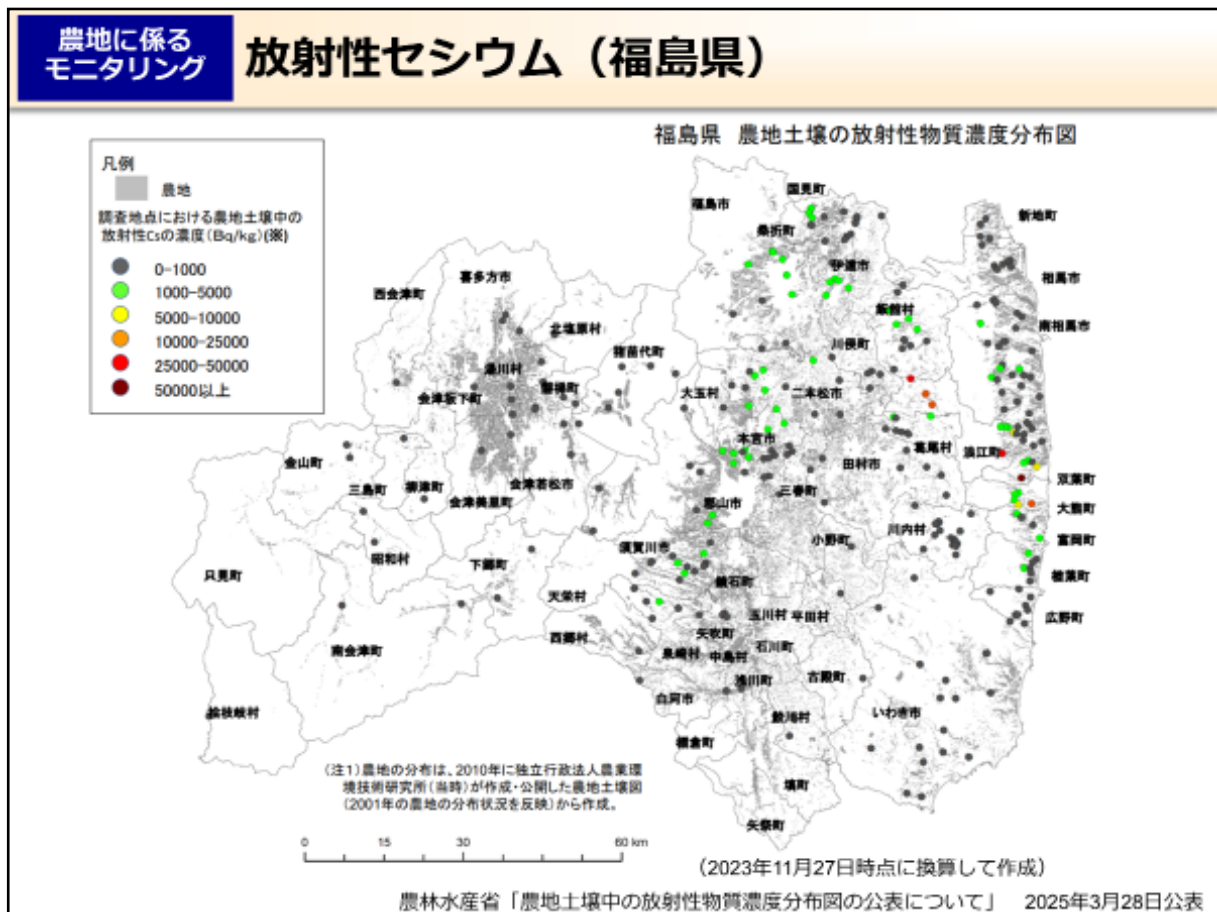 農地に係る
モニタリング
放射性セシウム（福島県）
福島県　農地土壌の放射性物質濃度分布図
凡例
農地
調査地点における農地土壌中の
放射性Csの濃度(Bq/kg)(※)
0-1000
1000-5000
5000-10000
10000-25000
25000-50000
50000以上
国見町
福島市
新地町
桑折町
伊達市
相馬市
喜多方市
西会津町
飯舘村
南相馬市
北塩原村
川俣町
猪苗代町
湯川村
磐梯町
大玉村
二本松市
会津坂下町
本宮市
葛尾村
浪江町
田村市
金山町
双葉町
三島町
柳津町
会津若松市
三春町
会津美里町
郡山市
大熊町
川内村
小野町
富岡町
須賀川市
昭和村
下郷町
只見町
鏡石町
楢葉町
天栄村
玉川村
平田村
広野町
西郷村
矢吹町
石川町
南会津町
泉崎村
中島村
浅川町
古殿町
白河市
いわき市
檜枝岐村
鮫川村
棚倉町
塙町
矢祭町
(注1)農地の分布は、2010年に独立行政法人農業環
境技術研究所(当時)が作成・公開した農地土壌図
(2001年の農地の分布状況を反映)から作成。
0 15 30 60 km
（2023年11月27日時点に換算して作成）
農林水産省「農地土壌中の放射性物質濃度分布図の公表について」　2025年3月28日公表